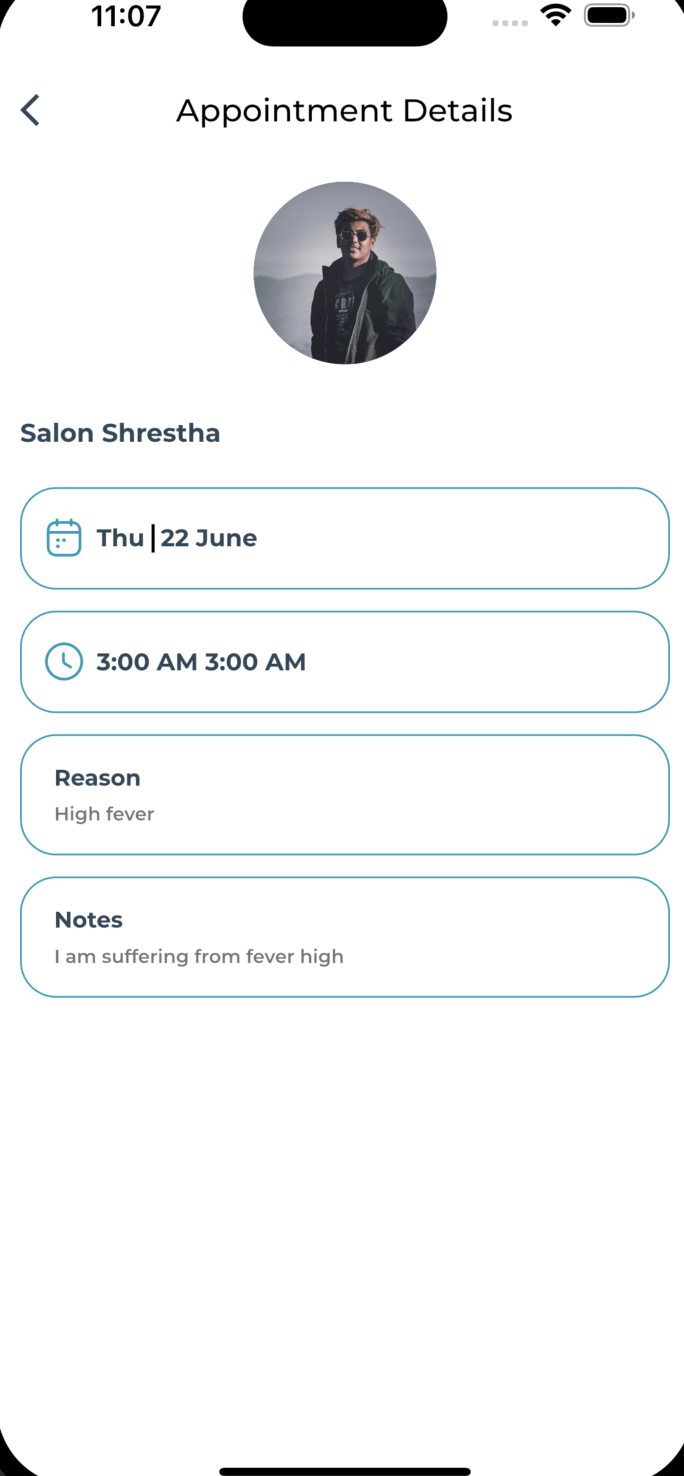 11:07
Appointment Details
Salon Shrestha
Thu | 22 June
3:00 AM 3:00 AM
Reason
High fever
Notes
I am suffering from fever high